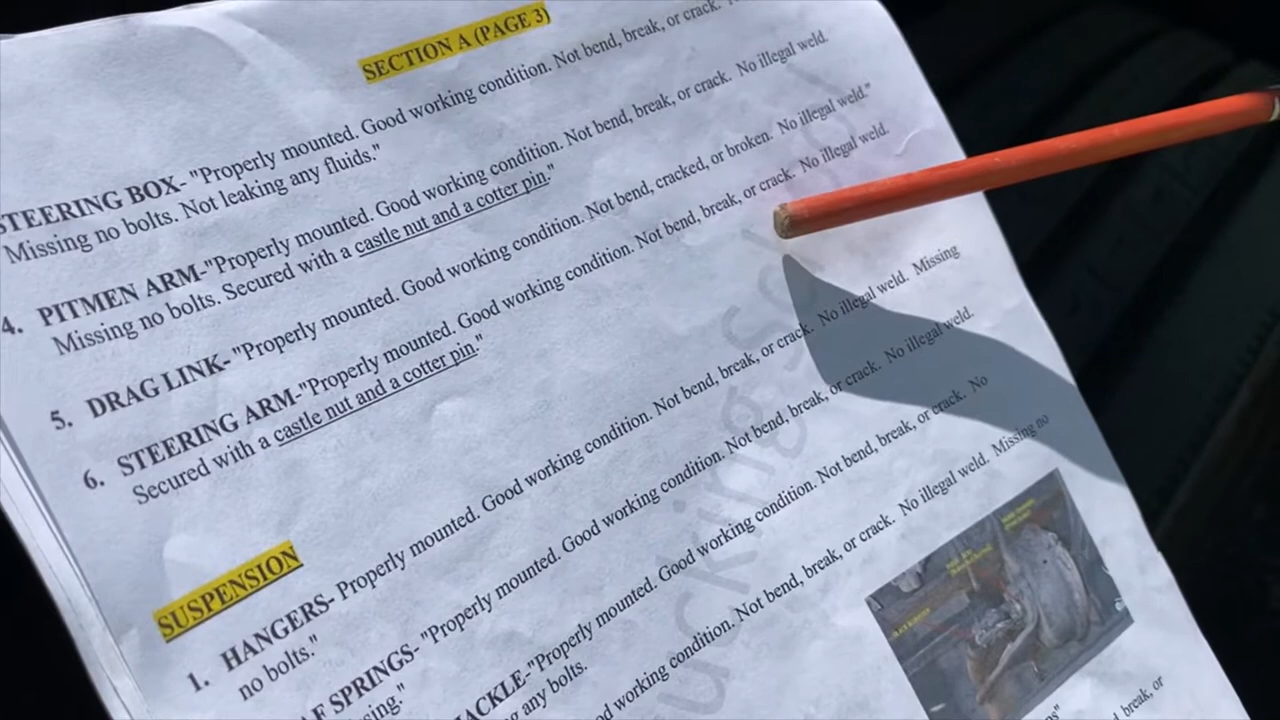 SECTION A (PAGE 3)
STEERING BOX- "Properly mounted. Good working condition. Not bend, break, or crack.
Missing no bolts. Not leaking any fluids."
4. PITMEN ARM-"Properly mounted. Good working condition. Not bend, break, or crack. No illegal weld.
Missing no bolts. Secured with a castle nut and a cotter pin."
5. DRAG LINK- "Properly mounted. Good working condition. Not bend, cracked, or broken. No illegal weld."
6. STEERING ARM-"Properly mounted. Good working condition. Not bend, break, or crack. No illegal weld.
Secured with a castle nut and a cotter pin."
SUSPENSION
1. HANGERS- Properly mounted. Good working condition. Not bend, break, or crack. No illegal weld. Missing
no bolts."
SPRINGS- "Properly mounted. Good working condition. Not bend, break, or crack. No illegal weld.
"Properly mounted. Good working condition. Not bend, break, or crack. No
any bolts.
working condition. Not bend, break, or crack. No illegal weld. Missing no
break, or